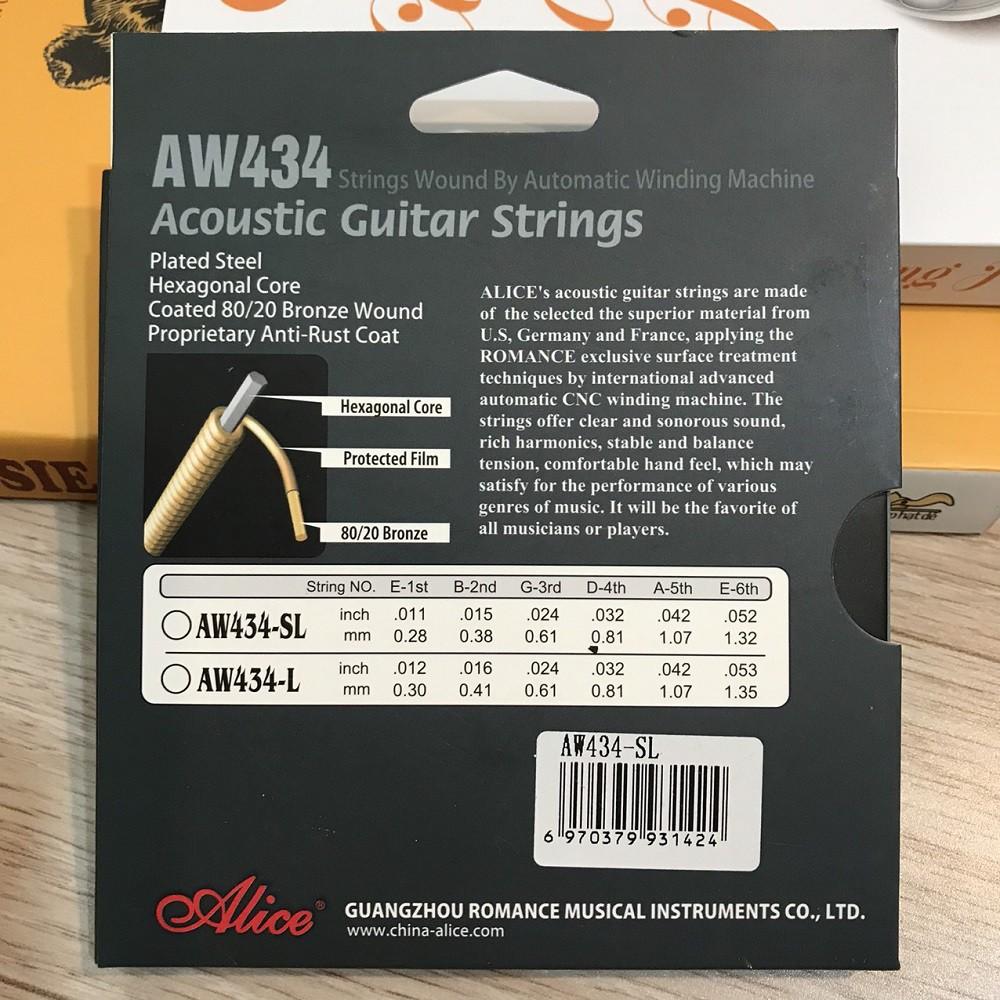 AW434 Strings Wound By Automatic Winding Machine
Acoustic Guitar Strings
Plated Steel
Hexagonal Core
Coated 80/20 Bronze Wound
Proprietary Anti-Rust Coat
Hexagonal Core
Protected Film
80/20 Bronze
ALICE's acoustic guitar strings are made
of the selected the superior material from
U.S, Germany and France, applying the
ROMANCE exclusive surface treatment
techniques by international advanced
automatic CNC winding machine. The
strings offer clear and sonorous sound,
rich harmonics, stable and balance
tension, comfortable hand feel, which may
satisfy for the performance of various
genres of music. It will be the favorite of
all musicians or players.
String NO. E-1st B-2nd G-3rd D-4th A-5th E-6th
AW434-SL
inch .011 .015 .024 .032 .042 .052
mm 0.28 0.38 0.61 0.81 1.07 1.32
AW434-L
inch .012 .016 .024 .032 .042 .053
mm 0.30 0.41 0.61 0.81 1.07 1.35
AW434-SL
6 970379 931424
Alice® GUANGZHOU ROMANCE MUSICAL INSTRUMENTS CO., LTD.
www.china-alice.com
SIE